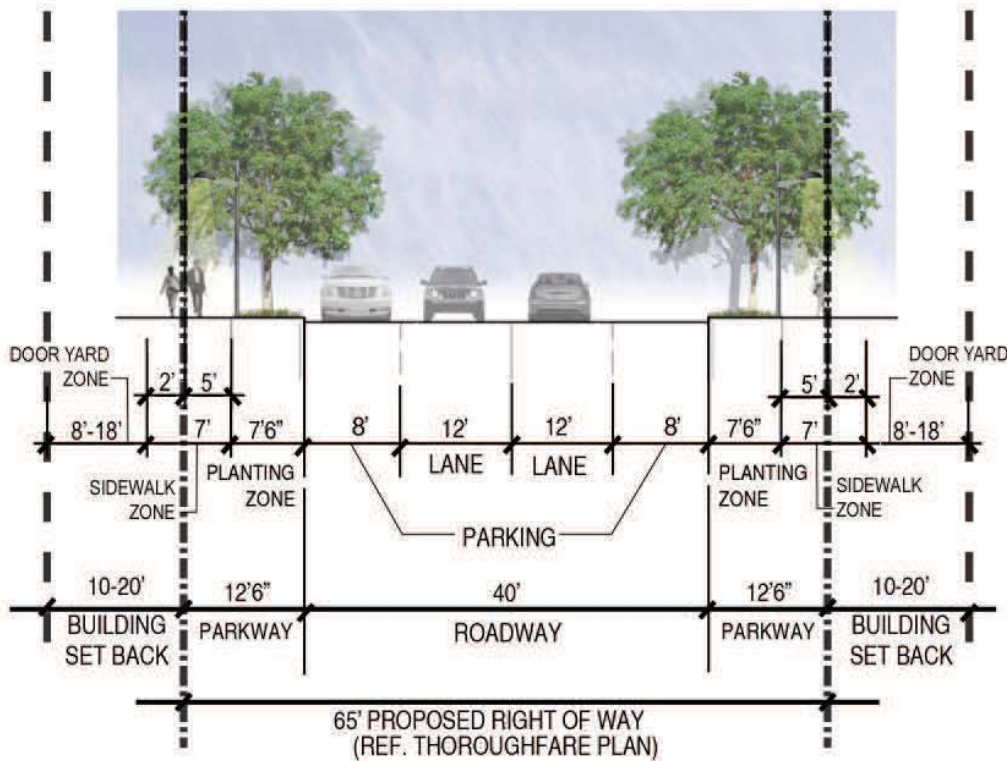 DOOR YARD
ZONE
2' 5'
5' 2'
DOOR YARD
ZONE
8'-18' 7' 7'6" 8' 12' 12' 8' 7'6" 7' 8'-18'
LANE LANE
PLANTING
ZONE
PLANTING
ZONE
SIDEWALK
ZONE
SIDEWALK
ZONE
PARKING
10-20' 12'6" 40' 12'6" 10-20'
BUILDING
SET BACK
PARKWAY
ROADWAY
PARKWAY
BUILDING
SET BACK
65' PROPOSED RIGHT OF WAY
(REF. THOROUGHFARE PLAN)